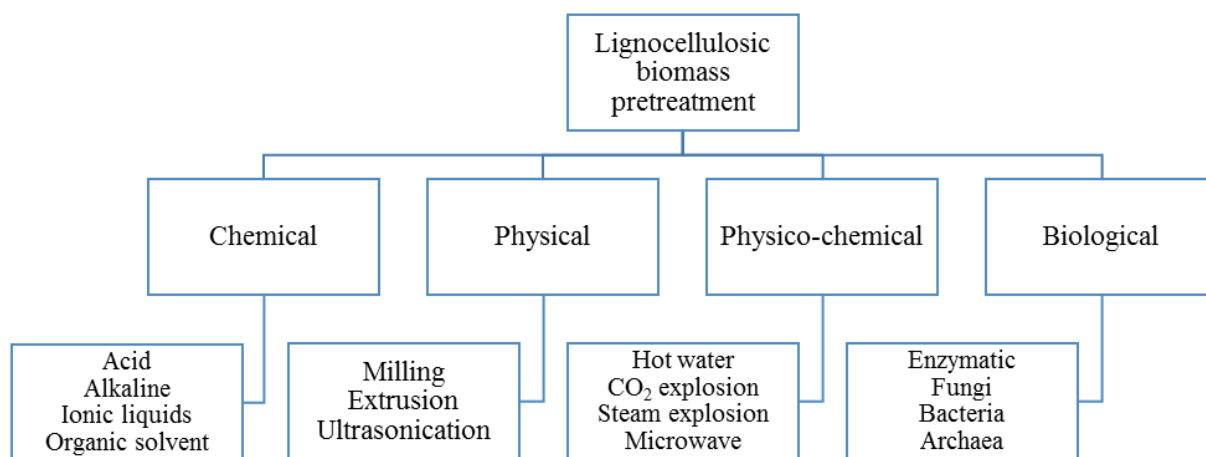 Lignocellulosic
biomass
pretreatment
Chemical
Physical
Physico-chemical
Biological
Acid
Alkaline
Ionic liquids
Organic solvent
Milling
Extrusion
Ultrasonication
Hot water
CO₂ explosion
Steam explosion
Microwave
Enzymatic
Fungi
Bacteria
Archaea